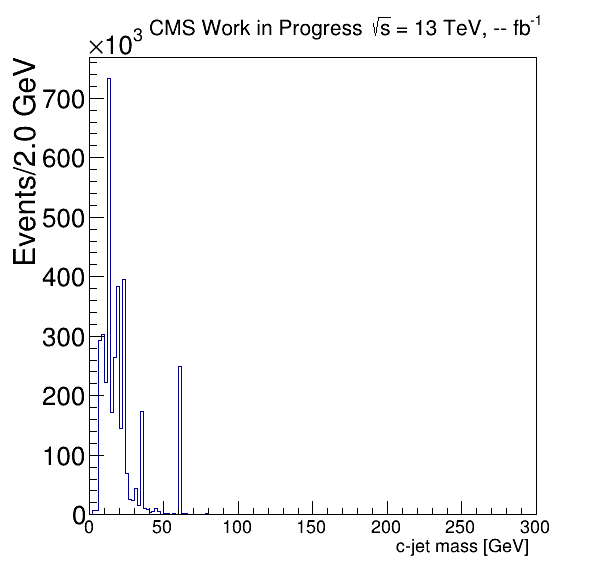 ×10³ CMS Work in Progress √s = 13 TeV, -- fb⁻¹
Events/2.0 GeV
700
600
500
400
300
200
100
0
0 50 100 150 200 250 300
c-jet mass [GeV]